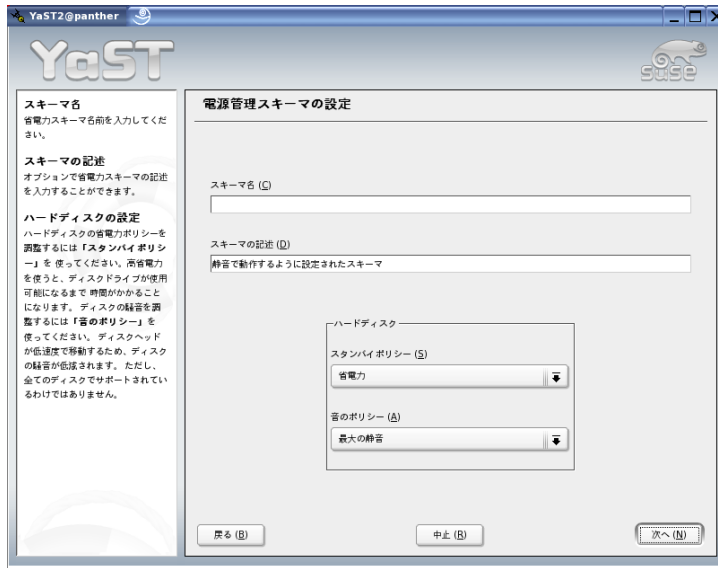 YaST2@panther
YaST
SUSE
スキーマ名
省電力スキーマ名前を入力してくだ
さい。
スキーマの記述
オプションで省電力スキーマの記述
を入力することができます。
ハードディスクの設定
ハードディスクの省電力ポリシーを
調整するには「スタンバイポリシ
ー」を 使ってください。高省電力
を使うと、ディスクドライブが使用
可能になるまで 時間がかかること
になります。 ディスクの騒音を調
整するには「音のポリシー」を
使ってください。 ディスクヘッド
が低速度で移動するため、ディスク
の騒音が低減されます。 ただし、
全てのディスクでサポートされてい
るわけではありません。
電源管理スキーマの設定
スキーマ名 (C)
スキーマの記述 (D)
静音で動作するように設定されたスキーマ
ハードディスク
スタンバイポリシー (S)
省電力
音のポリシー (A)
最大の静音
戻る (B)
中止 (R)
次へ (N)